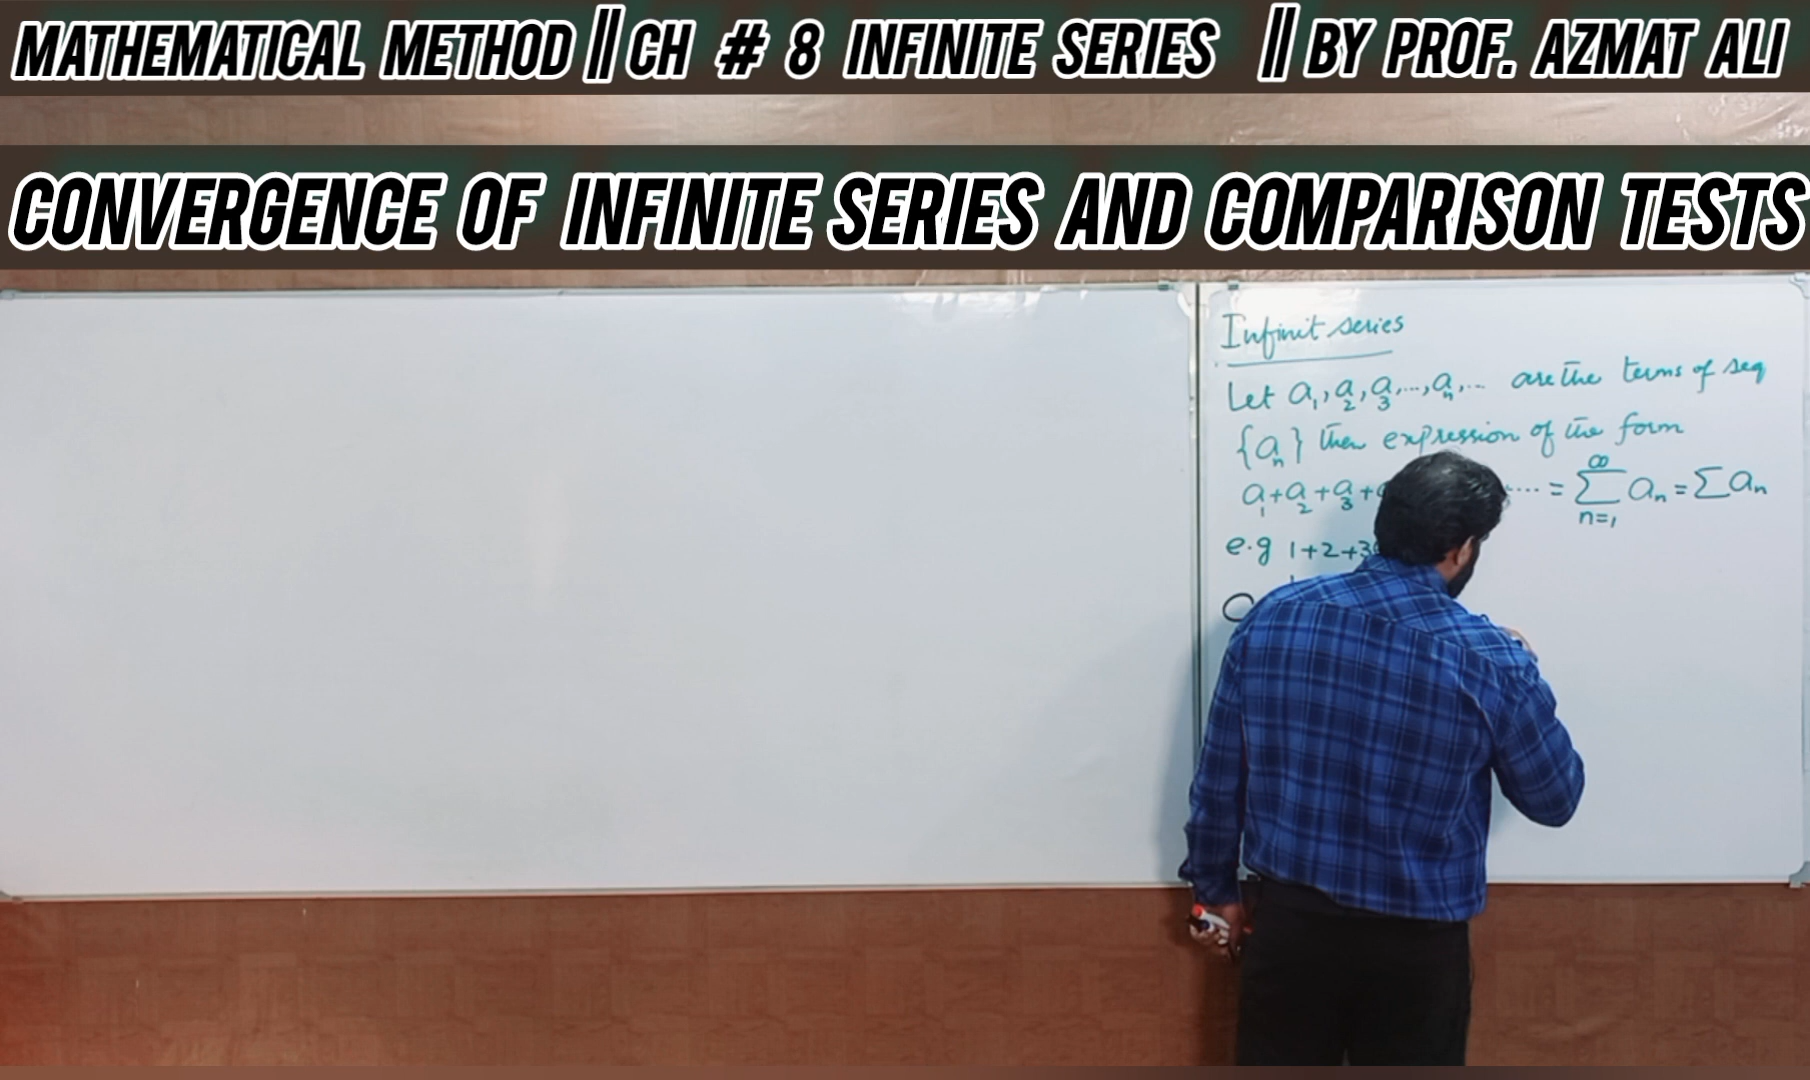 MATHEMATICAL METHOD || CH # 8 INFINITE SERIES || BY PROF. AZMAT ALI
CONVERGENCE OF INFINITE SERIES AND COMPARISON TESTS
Infinit series
Let a₁, a₂, a₃, ..., aₙ, ... are the terms of seq
{aₙ} then expression of the form
a₁+a₂+a₃+ .... = ∑_{n=1}^{∞} aₙ = ∑aₙ
e.g 1+2+3